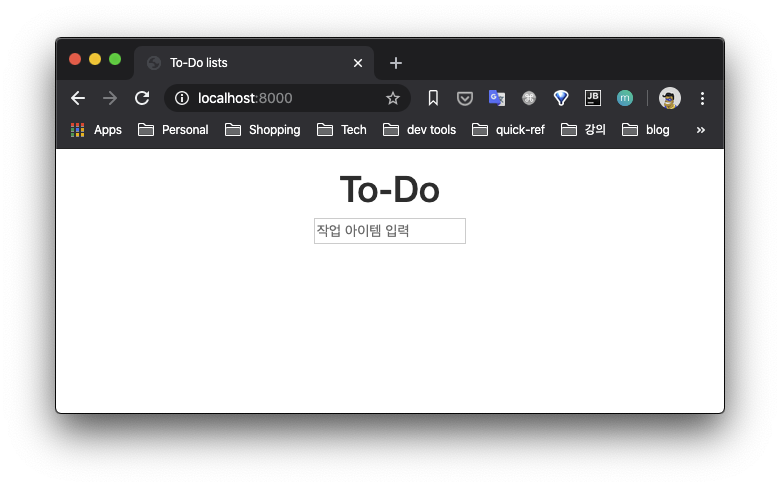 To-Do lists
localhost:8000
JB
m
Apps Personal Shopping Tech dev tools quick-ref 강의 blog »
To-Do
작업 아이템 입력